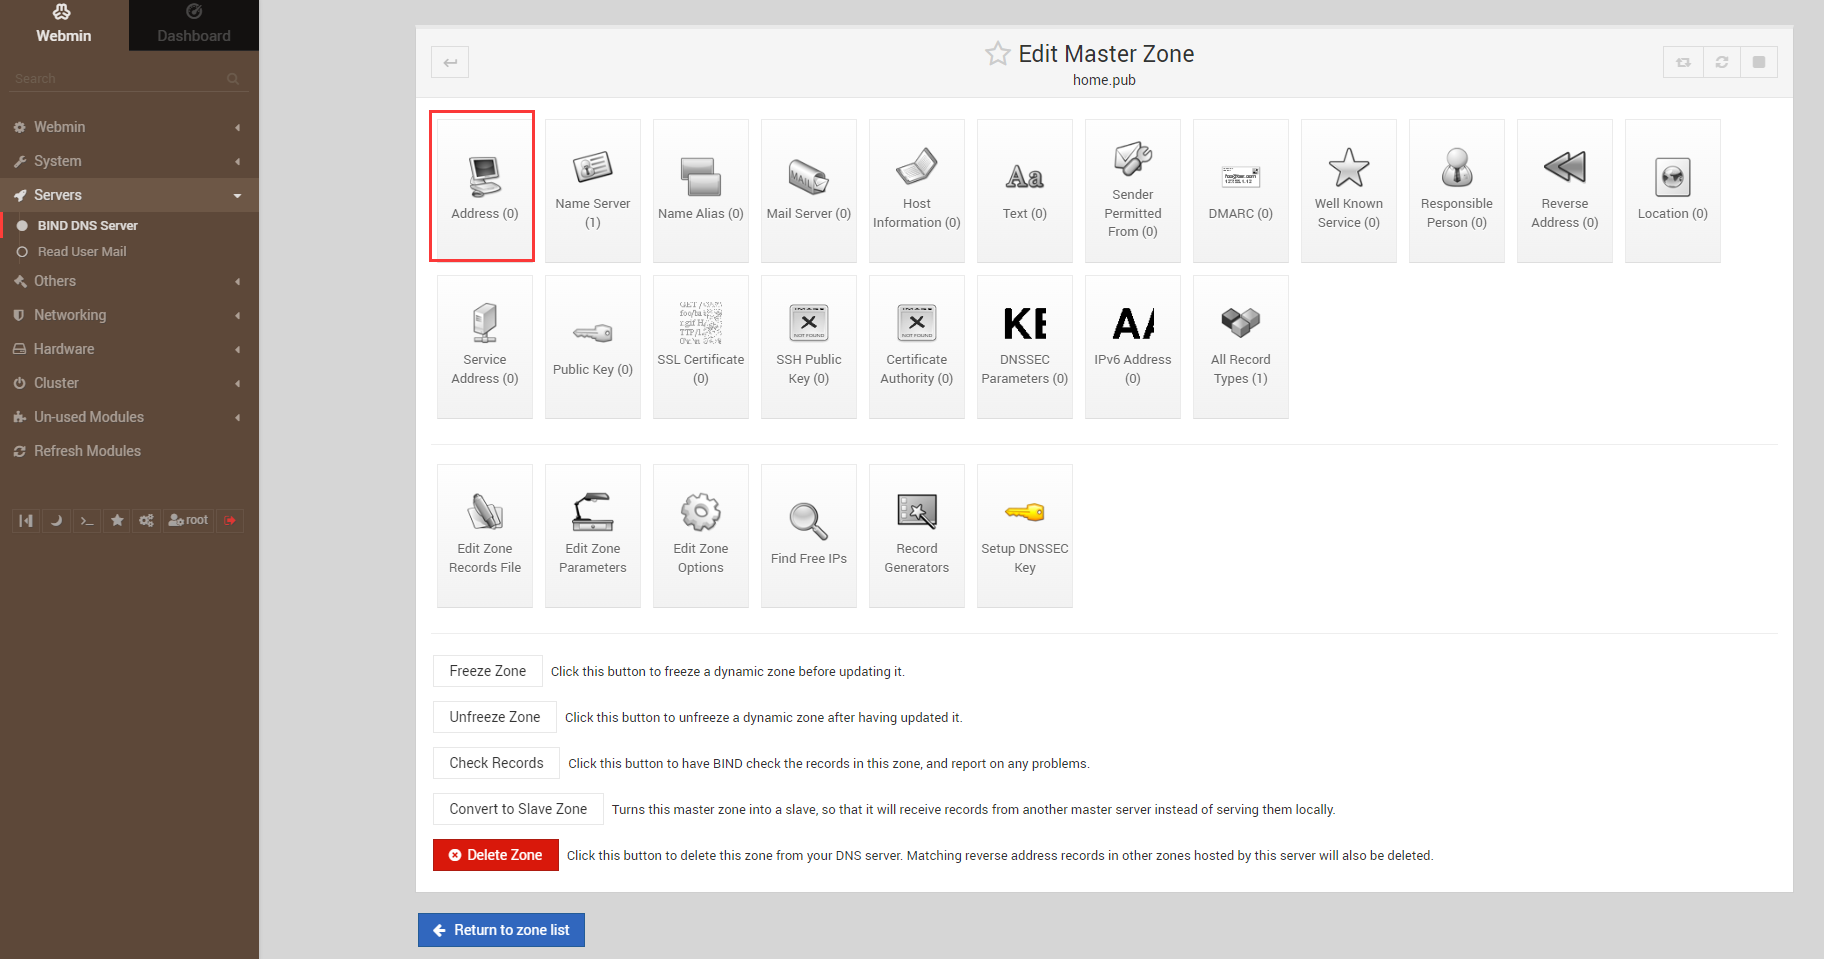 Webmin
Dashboard
Search
Webmin
System
Servers
BIND DNS Server
Read User Mail
Others
Networking
Hardware
Cluster
Un-used Modules
Refresh Modules
root
Edit Master Zone
home.pub
Address (0)
Name Server
(1)
Name Alias (0)
MAIL
Mail Server (0)
Host
Information (0)
Aa
Text (0)
Sender
Permitted
From (0)
DMARC (0)
Well Known
Service (0)
Responsible
Person (0)
Reverse
Address (0)
Location (0)
Service
Address (0)
Public Key (0)
SSL Certificate
(0)
IMAGE
NOT FOUND
SSH Public
Key (0)
IMAGE
NOT FOUND
Certificate
Authority (0)
KE
DNSSEC
Parameters (0)
AA
IPv6 Address
(0)
All Record
Types (1)
Edit Zone
Records File
Edit Zone
Parameters
Edit Zone
Options
Find Free IPs
Record
Generators
Setup DNSSEC
Key
Freeze Zone
Click this button to freeze a dynamic zone before updating it.
Unfreeze Zone
Click this button to unfreeze a dynamic zone after having updated it.
Check Records
Click this button to have BIND check the records in this zone, and report on any problems.
Convert to Slave Zone
Turns this master zone into a slave, so that it will receive records from another master server instead of serving them locally.
Delete Zone
Click this button to delete this zone from your DNS server. Matching reverse address records in other zones hosted by this server will also be deleted.
Return to zone list